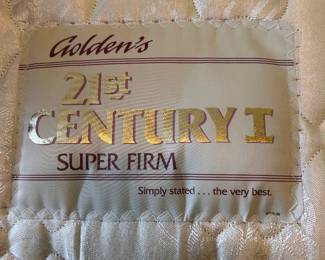 Golden's
21st
CENTURY I
SUPER FIRM
Simply stated . . . the very best.